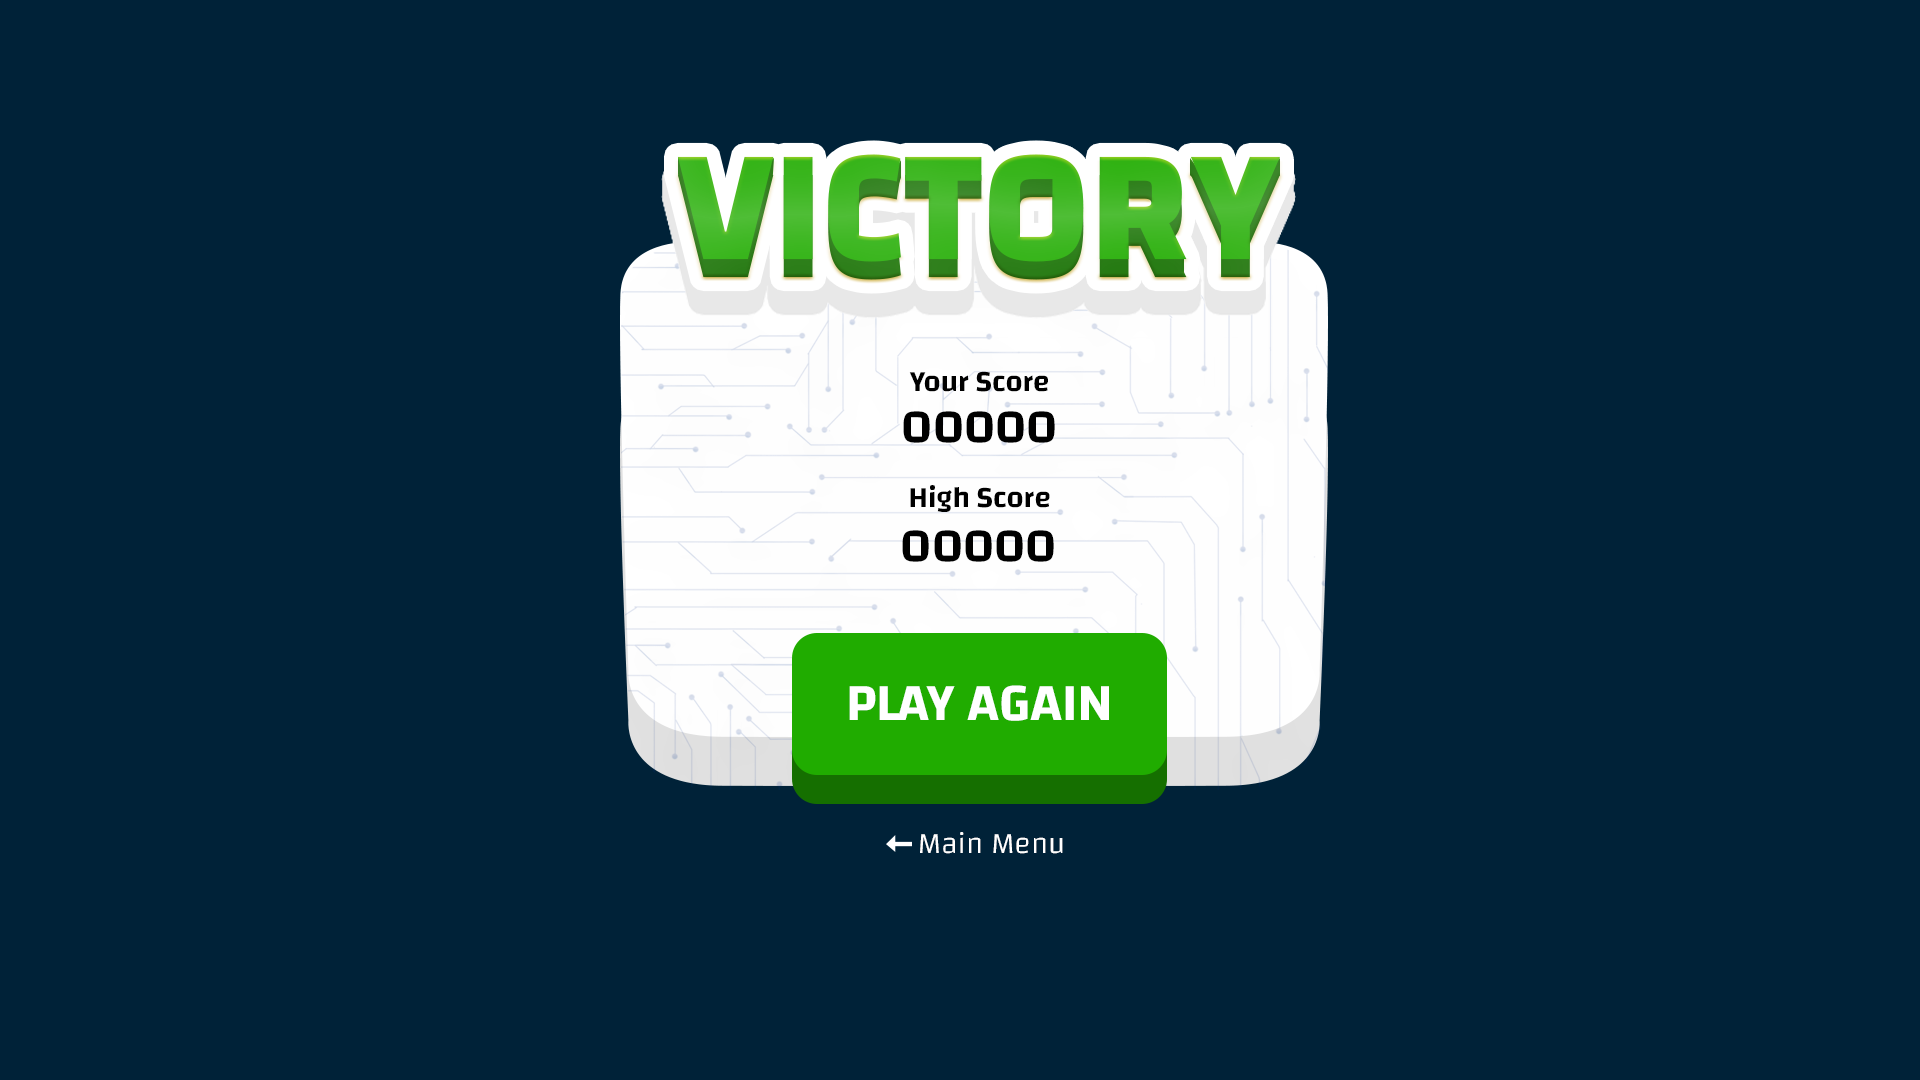 VICTORY
Your Score
00000
High Score
00000
PLAY AGAIN
Main Menu